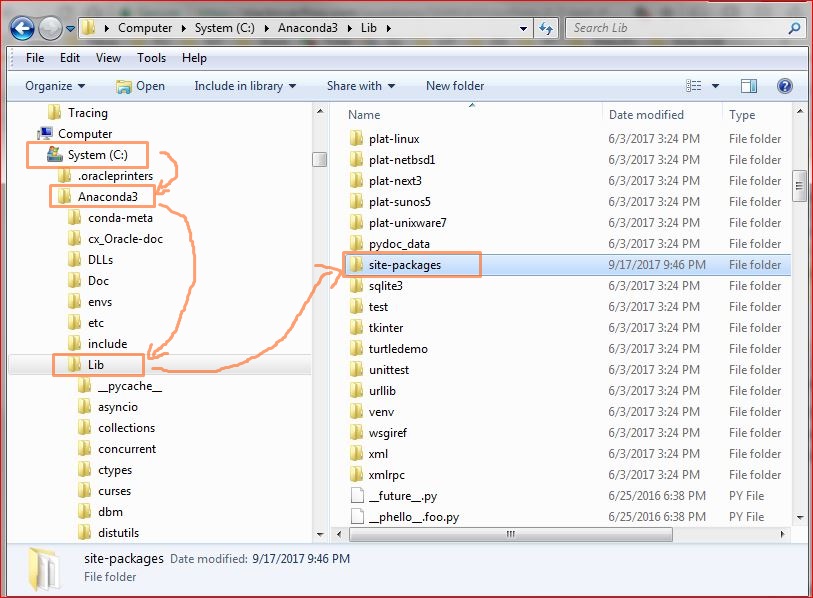 Computer System (C:) Anaconda3 Lib Search Lib
File Edit View Tools Help
Organize Open Include in library Share with New folder
Tracing
Computer
System (C:)
.oracleprinters
Anaconda3
conda-meta
cx_Oracle-doc
DLLs
Doc
envs
etc
include
Lib
__pycache__
asyncio
collections
concurrent
ctypes
curses
dbm
distutils
Name Date modified Type
plat-linux 6/3/2017 3:24 PM File folder
plat-netbsd1 6/3/2017 3:24 PM File folder
plat-next3 6/3/2017 3:24 PM File folder
plat-sunos5 6/3/2017 3:24 PM File folder
plat-unixware7 6/3/2017 3:24 PM File folder
pydoc_data 6/3/2017 3:24 PM File folder
site-packages 9/17/2017 9:46 PM File folder
sqlite3 6/3/2017 3:24 PM File folder
test 6/3/2017 3:24 PM File folder
tkinter 6/3/2017 3:24 PM File folder
turtledemo 6/3/2017 3:24 PM File folder
unittest 6/3/2017 3:24 PM File folder
urllib 6/3/2017 3:24 PM File folder
venv 6/3/2017 3:24 PM File folder
wsgiref 6/3/2017 3:24 PM File folder
xml 6/3/2017 3:24 PM File folder
xmlrpc 6/3/2017 3:24 PM File folder
__future__.py 6/25/2016 6:38 PM PY File
__phello__.foo.py 6/25/2016 6:38 PM PY File
site-packages Date modified: 9/17/2017 9:46 PM
File folder